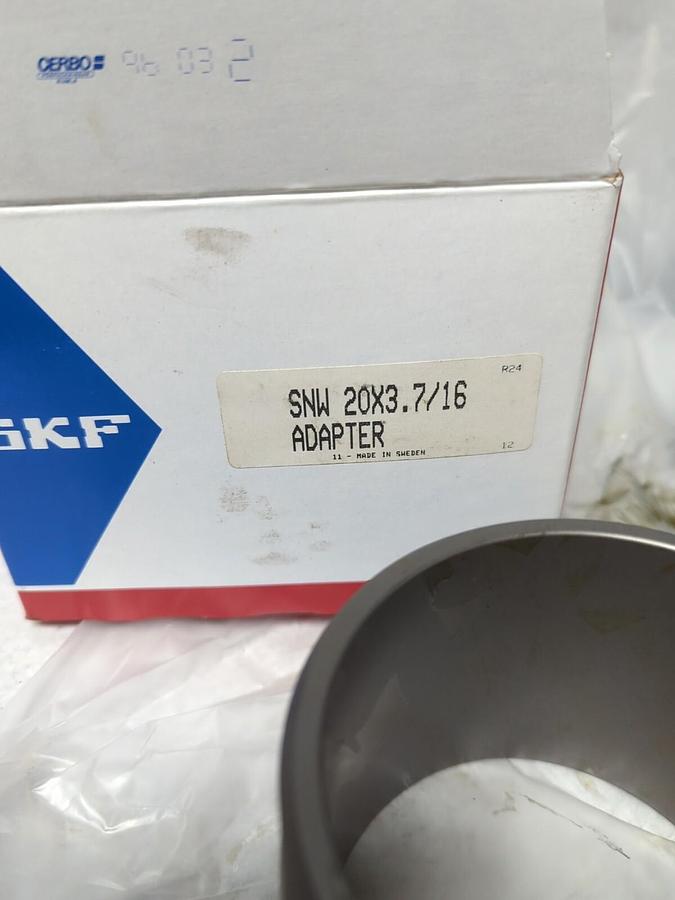 CERBO
96 03 2
R24
SNW 20X3.7/16
ADAPTER
11 - MADE IN SWEDEN
12
SKF